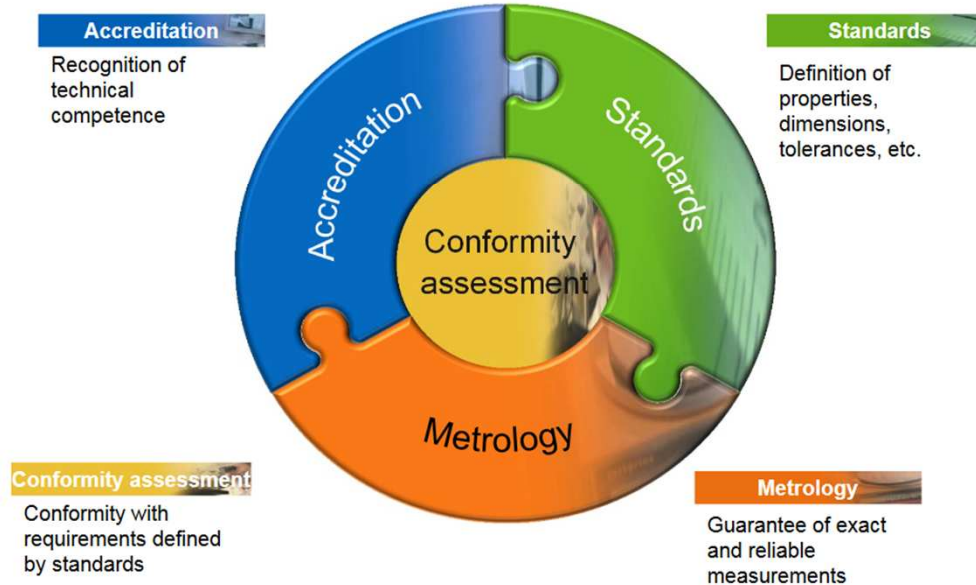 Accreditation
Recognition of
technical
competence
Standards
Definition of
properties,
dimensions,
tolerances, etc.
Accreditation
Standards
Conformity
assessment
Metrology
Conformity assessment
Conformity with
requirements defined
by standards
Metrology
Guarantee of exact
and reliable
measurements